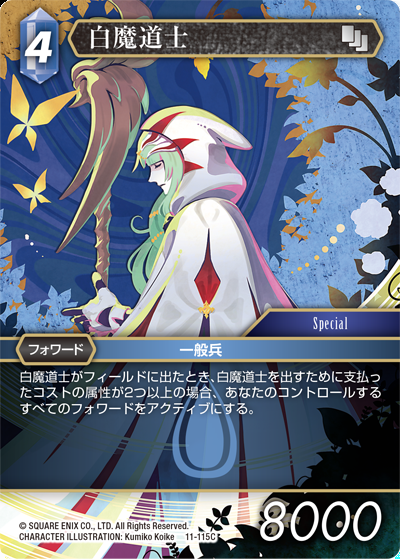 4
白魔道士
Special
フォワード
一般兵
白魔道士がフィールドに出たとき、白魔道士を出すために支払っ
たコストの属性が2つ以上の場合、あなたのコントロールする
すべてのフォワードをアクティブにする。
© SQUARE ENIX CO., LTD. All Rights Reserved.
CHARACTER ILLUSTRATION: Kumiko Koike 11-115C
8000